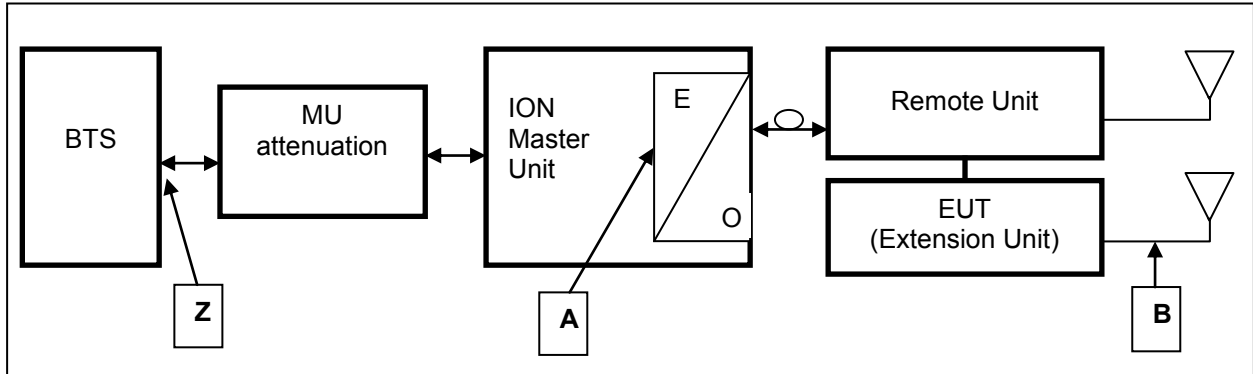 BTS
MU
attenuation
ION
Master
Unit
E
O
Remote Unit
EUT
(Extension Unit)
Z
A
B